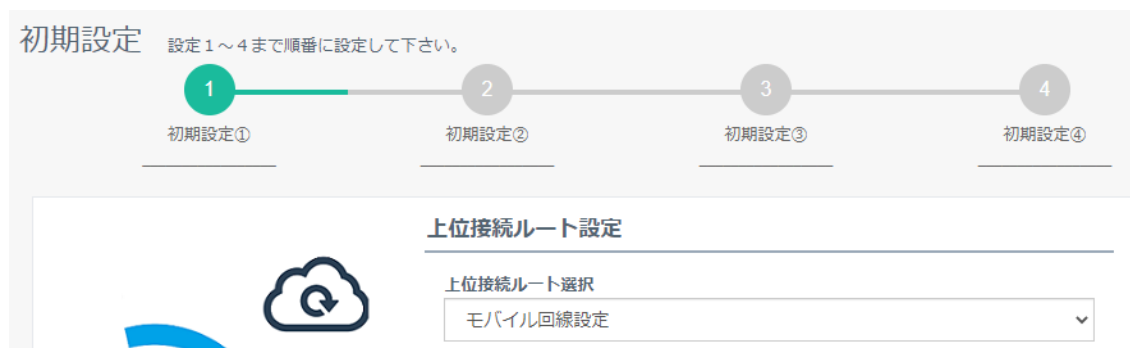 初期設定 設定1～4まで順番に設定して下さい。
1 2 3 4
初期設定① 初期設定② 初期設定③ 初期設定④
上位接続ルート設定
上位接続ルート選択
モバイル回線設定